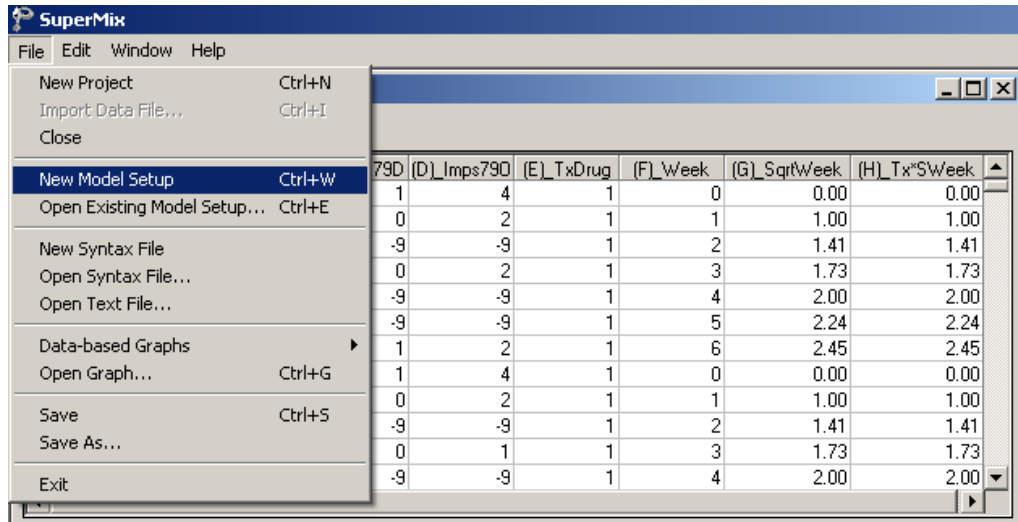 SuperMix
File Edit Window Help
New Project Ctrl+N
Import Data File... Ctrl+I
Close
New Model Setup Ctrl+W
Open Existing Model Setup... Ctrl+E
New Syntax File
Open Syntax File...
Open Text File...
Data-based Graphs
Open Graph... Ctrl+G
Save Ctrl+S
Save As...
Exit
79D (D)_Imps79O (E)_TxDrug (F)_Week (G)_SqrtWeek (H)_Tx*SWeek
1 4 1 0 0.00 0.00
0 2 1 1 1.00 1.00
-9 -9 1 2 1.41 1.41
0 2 1 3 1.73 1.73
-9 -9 1 4 2.00 2.00
-9 -9 1 5 2.24 2.24
1 2 1 6 2.45 2.45
1 4 1 0 0.00 0.00
0 2 1 1 1.00 1.00
-9 -9 1 2 1.41 1.41
0 1 1 3 1.73 1.73
-9 -9 1 4 2.00 2.00